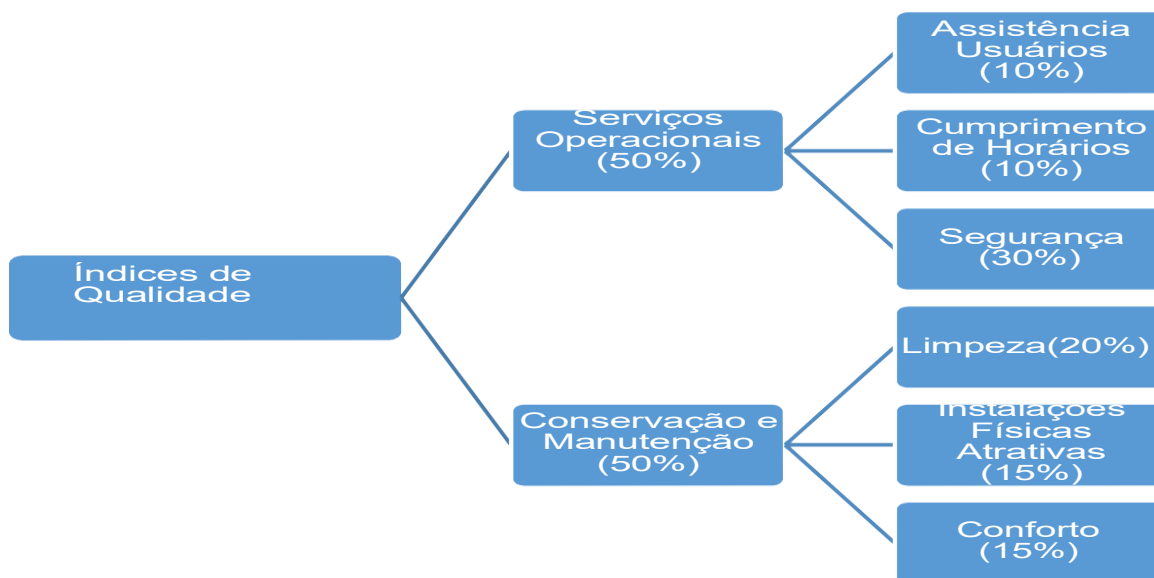 Índices de
Qualidade
Serviços
Operacionais
(50%)
Conservação e
Manutenção
(50%)
Assistência
Usuários
(10%)
Cumprimento
de Horários
(10%)
Segurança
(30%)
Limpeza(20%)
Instalações
Físicas
Atrativas
(15%)
Conforto
(15%)